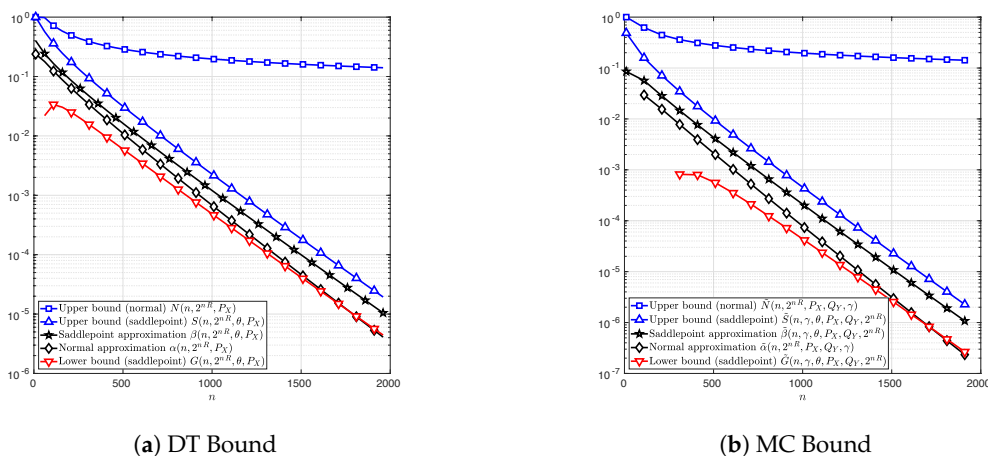 10^0
10^-1
10^-2
10^-3
10^-4
10^-5
10^-6
0
500
1000
1500
2000
n
Upper bound (normal) N(n, 2^{nR}, P_X)
Upper bound (saddlepoint) S(n, 2^{nR}, θ, P_X)
Saddlepoint approximation β(n, 2^{nR}, θ, P_X)
Normal approximation α(n, 2^{nR}, P_X)
Lower bound (saddlepoint) G(n, 2^{nR}, θ, P_X)
(a) DT Bound
10^0
10^-1
10^-2
10^-3
10^-4
10^-5
10^-6
10^-7
0
500
1000
1500
2000
n
Upper bound (normal) Ñ(n, 2^{nR}, P_X, Q_Y, γ)
Upper bound (saddlepoint) S̃(n, γ, θ, P_X, Q_Y, 2^{nR})
Saddlepoint approximation β̃(n, γ, θ, P_X, Q_Y, 2^{nR})
Normal approximation α̃(n, 2^{nR}, P_X, Q_Y, γ)
Lower bound (saddlepoint) G̃(n, γ, θ, P_X, Q_Y, 2^{nR})
(b) MC Bound